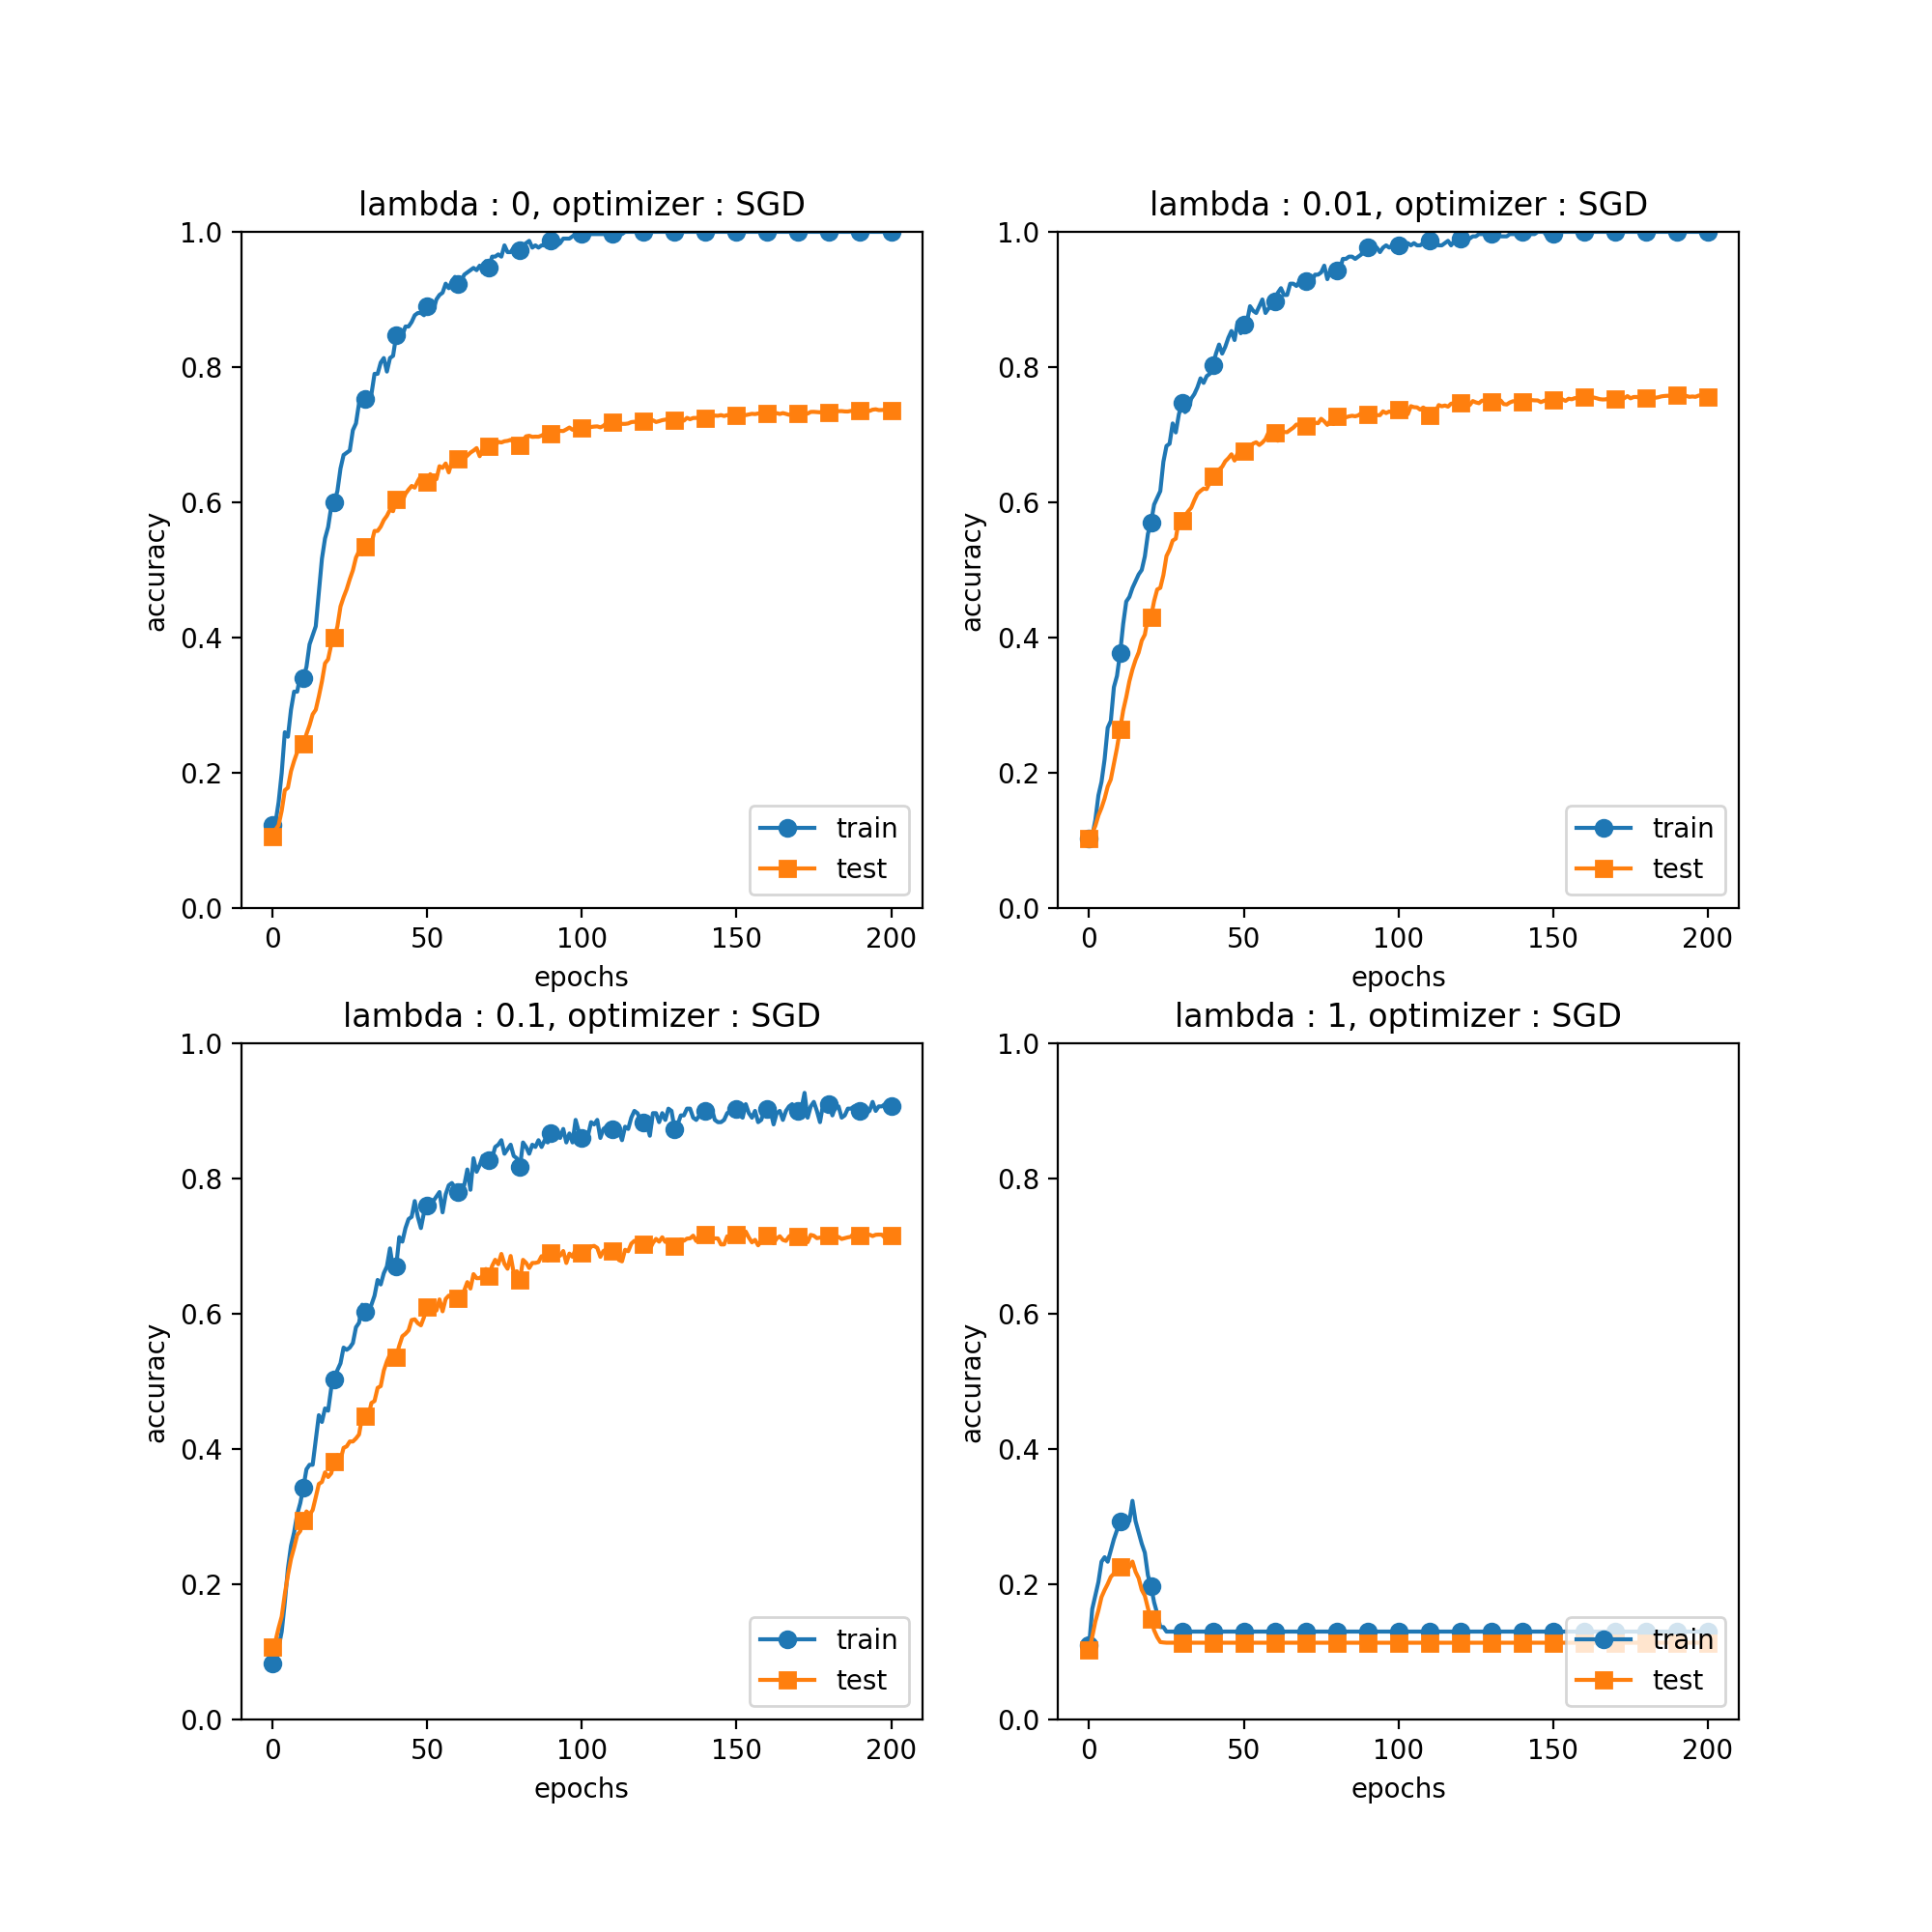 lambda : 0, optimizer : SGD
1.0
0.8
0.6
0.4
0.2
0.0
accuracy
train
test
0 50 100 150 200
epochs
lambda : 0.01, optimizer : SGD
1.0
0.8
0.6
0.4
0.2
0.0
accuracy
train
test
0 50 100 150 200
epochs
lambda : 0.1, optimizer : SGD
1.0
0.8
0.6
0.4
0.2
0.0
accuracy
train
test
0 50 100 150 200
epochs
lambda : 1, optimizer : SGD
1.0
0.8
0.6
0.4
0.2
0.0
accuracy
train
test
0 50 100 150 200
epochs